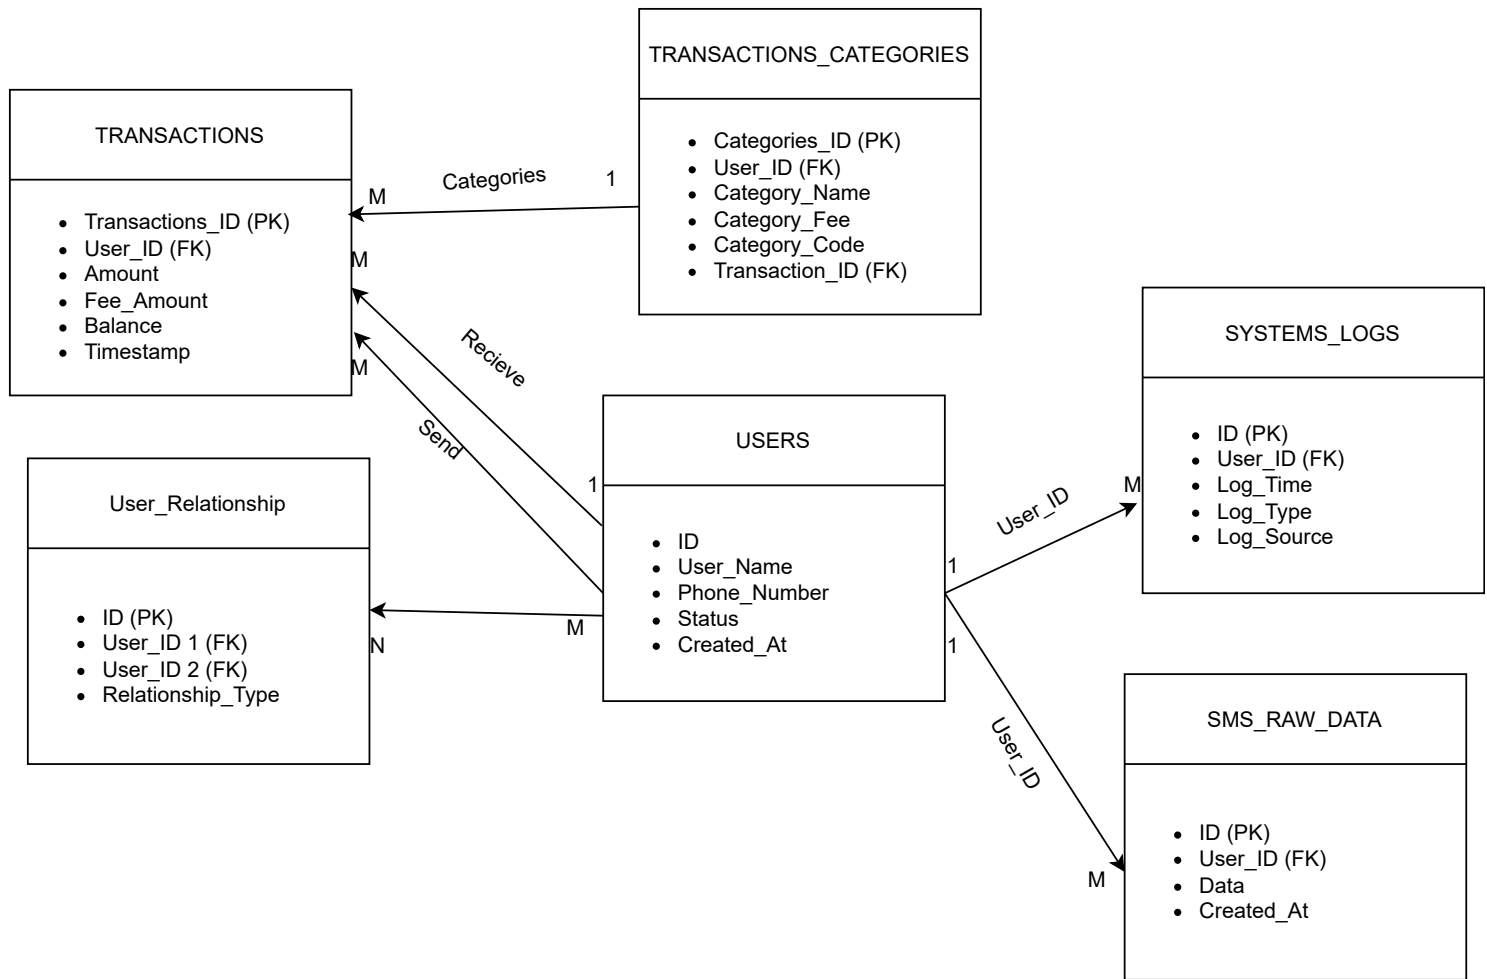 TRANSACTIONS_CATEGORIES
Categories_ID (PK)
User_ID (FK)
Category_Name
Category_Fee
Category_Code
Transaction_ID (FK)
TRANSACTIONS
Transactions_ID (PK)
User_ID (FK)
Amount
Fee_Amount
Balance
Timestamp
M
Categories
1
M
M
Recieve
Send
SYSTEMS_LOGS
ID (PK)
User_ID (FK)
Log_Time
Log_Type
Log_Source
USERS
ID
User_Name
Phone_Number
Status
Created_At
1
User_Relationship
ID (PK)
User_ID 1 (FK)
User_ID 2 (FK)
Relationship_Type
N
M
1
User_ID
M
1
User_ID
M
SMS_RAW_DATA
ID (PK)
User_ID (FK)
Data
Created_At